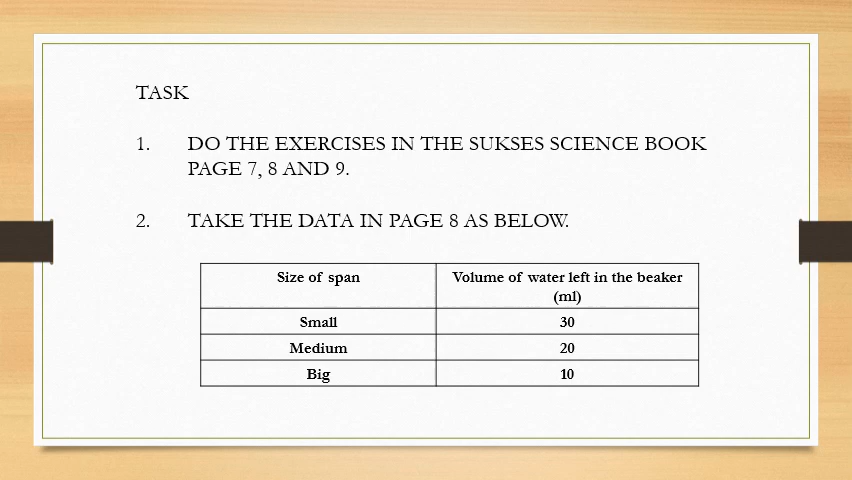 TASK
1. DO THE EXERCISES IN THE SUKSES SCIENCE BOOK
PAGE 7, 8 AND 9.
2. TAKE THE DATA IN PAGE 8 AS BELOW.
Size of span Volume of water left in the beaker
(ml)
Small 30
Medium 20
Big 10